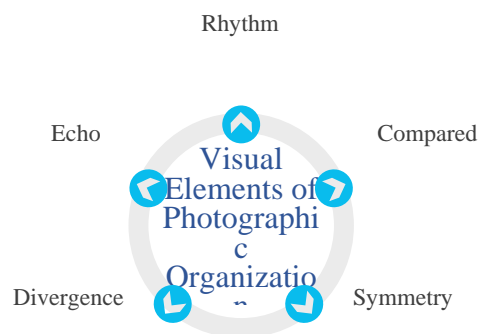 Rhythm
Echo
Compared
Visual
Elements of
Photographi
c
Organizatio
n
Divergence
Symmetry